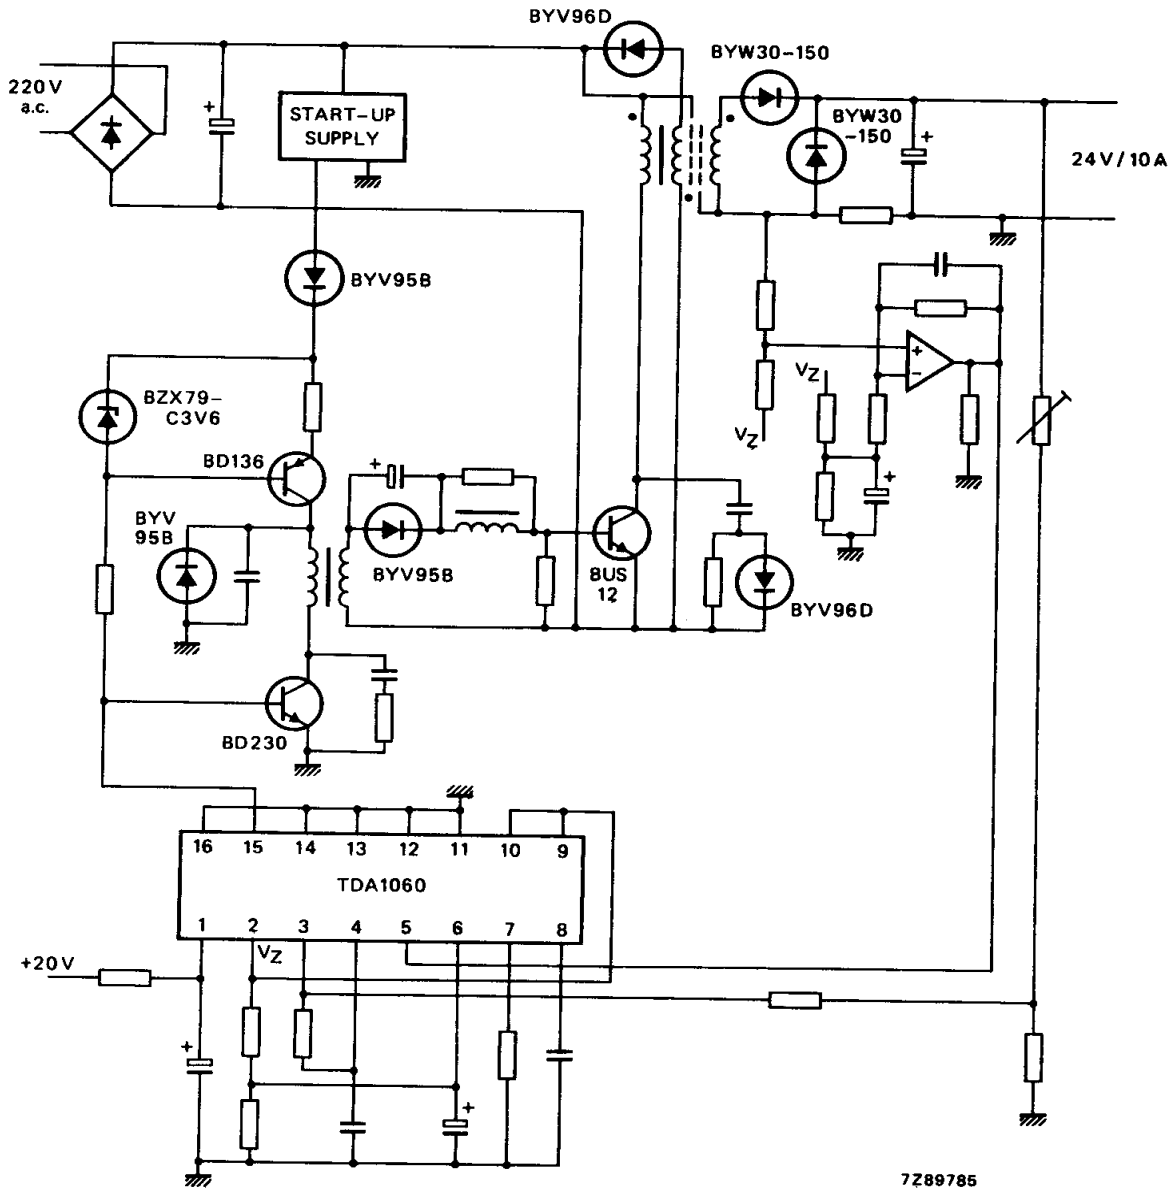 BYV96D
BYW30-150
220V
a.c.
+
START-UP
SUPPLY
BYW30
-150
+
24V/10A
BYV95B
BZX79-
C3V6
VZ
+
-
VZ
BD136
+
+
BYV
95B
BYV95B
BUS
12
BYV96D
BD230
16 15 14 13 12 11 10 9
TDA1060
1 2 3 4 5 6 7 8
VZ
+20V
+
+
7Z89785